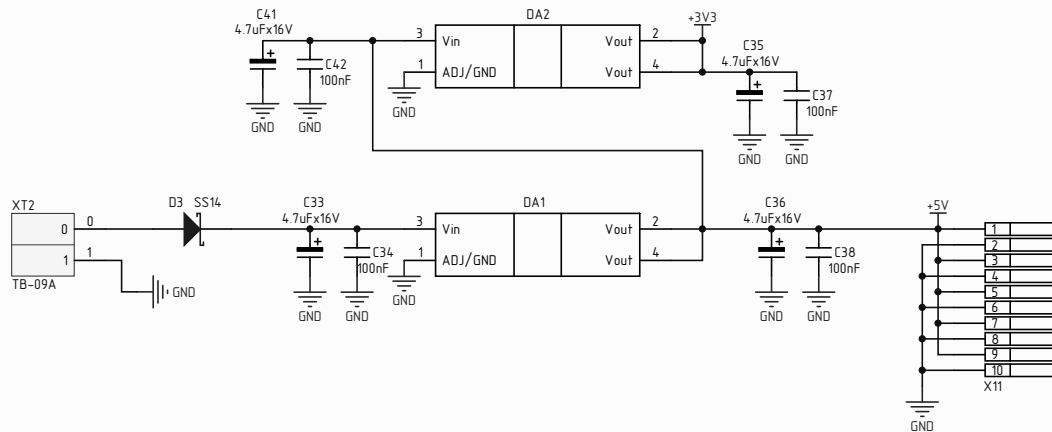 C41
4.7uFx16V
C42
100nF
GND
GND
DA2
3
Vin
1
ADJ/GND
GND
Vout
2
Vout
4
+3V3
C35
4.7uFx16V
C37
100nF
GND
GND
XT2
0
0
1
1
TB-09A
GND
D3
SS14
C33
4.7uFx16V
C34
100nF
GND
GND
DA1
3
Vin
1
ADJ/GND
GND
Vout
2
Vout
4
C36
4.7uFx16V
C38
100nF
GND
GND
+5V
1
2
3
4
5
6
7
8
9
10
X11
GND